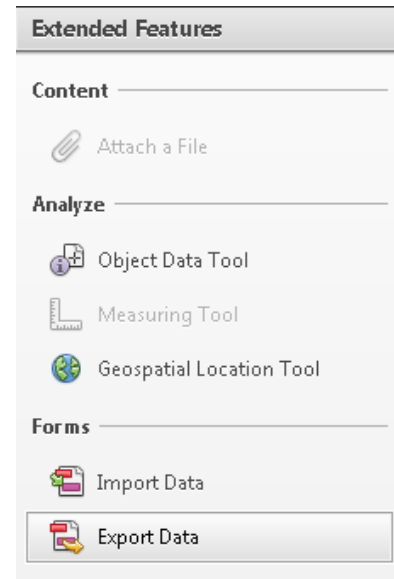 Extended Features
Content
Attach a File
Analyze
Object Data Tool
Measuring Tool
Geospatial Location Tool
Forms
Import Data
Export Data